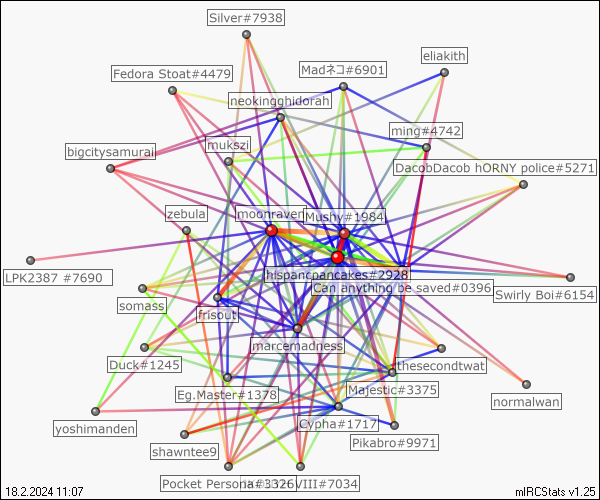 Silver#7938
eliakith
Fedora Stoat#4479
Madネコ#6901
neokingghidorah
ming#4742
mukszi
bigcitysamurai
DacobDacob hORNY police#5271
zebula
moonraven
Mushy#1984
hispanicpancakes#2928
LPK2387 #7690
Can anything be saved#0396
Swirly Boi#6154
somass
frisout
marcemadness
Duck#1245
thesecondtwat
Eg.Master#1378
Majestic#3375
normalwan
yoshimanden
Cypha#1717
Pikabro#9971
shawntee9
Pocket Persona#3326
VIII#7034
18.2.2024 11:07
mIRCStats v1.25